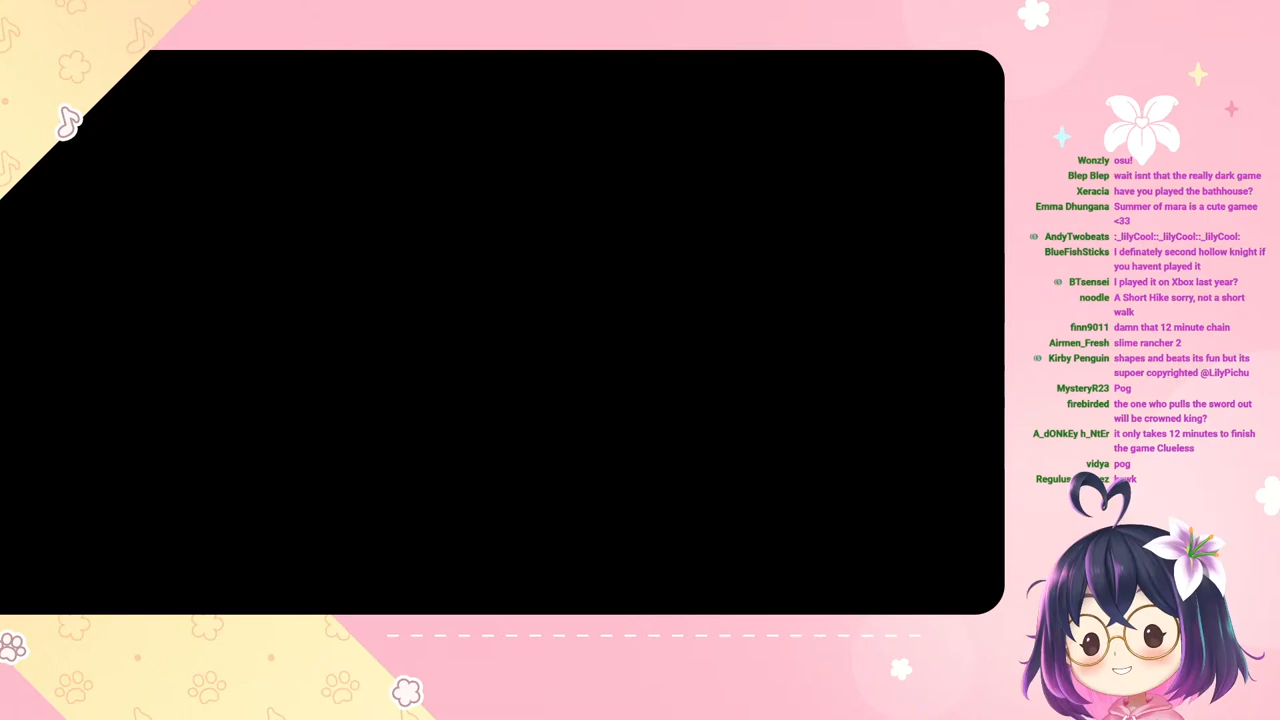 Wonzly osu!
Blep Blep wait isnt that the really dark game
Xeracia have you played the bathhouse?
Emma Dhungana Summer of mara is a cute gamee
<33
AndyTwobeats :_lilyCool::_lilyCool::_lilyCool:
BlueFishSticks I definately second hollow knight if
you havent played it
BTsensei I played it on Xbox last year?
noodle A Short Hike sorry, not a short
walk
finn9011 damn that 12 minute chain
Airmen_Fresh slime rancher 2
Kirby Penguin shapes and beats its fun but its
supoer copyrighted @LilyPichu
MysteryR23 Pog
firebirded the one who pulls the sword out
will be crowned king?
A_dONkEy h_NtEr it only takes 12 minutes to finish
the game Clueless
vidya pog
Regulus